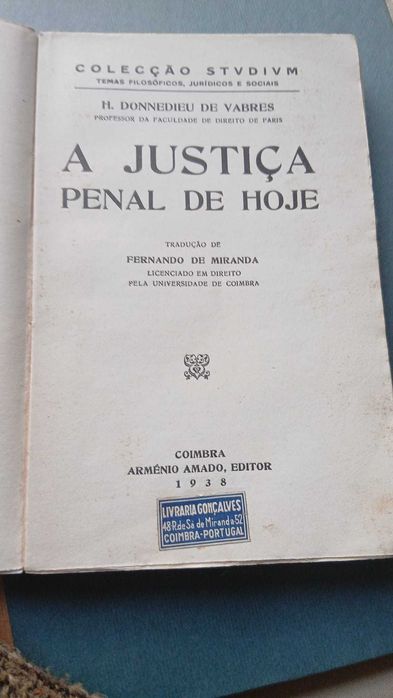 COLECÇÃO STVDIVM
TEMAS FILOSÓFICOS, JURÍDICOS E SOCIAIS
H. DONNEDIEU DE VABRES
PROFESSOR DA FACULDADE DE DIREITO DE PARIS
A JUSTIÇA
PENAL DE HOJE
TRADUÇÃO DE
FERNANDO DE MIRANDA
LICENCIADO EM DIREITO
PELA UNIVERSIDADE DE COIMBRA
COIMBRA
ARMÉNIO AMADO, EDITOR
1938
LIVRARIA GONÇALVES
48 R. de Sá de Miranda 52
COIMBRA-PORTUGAL